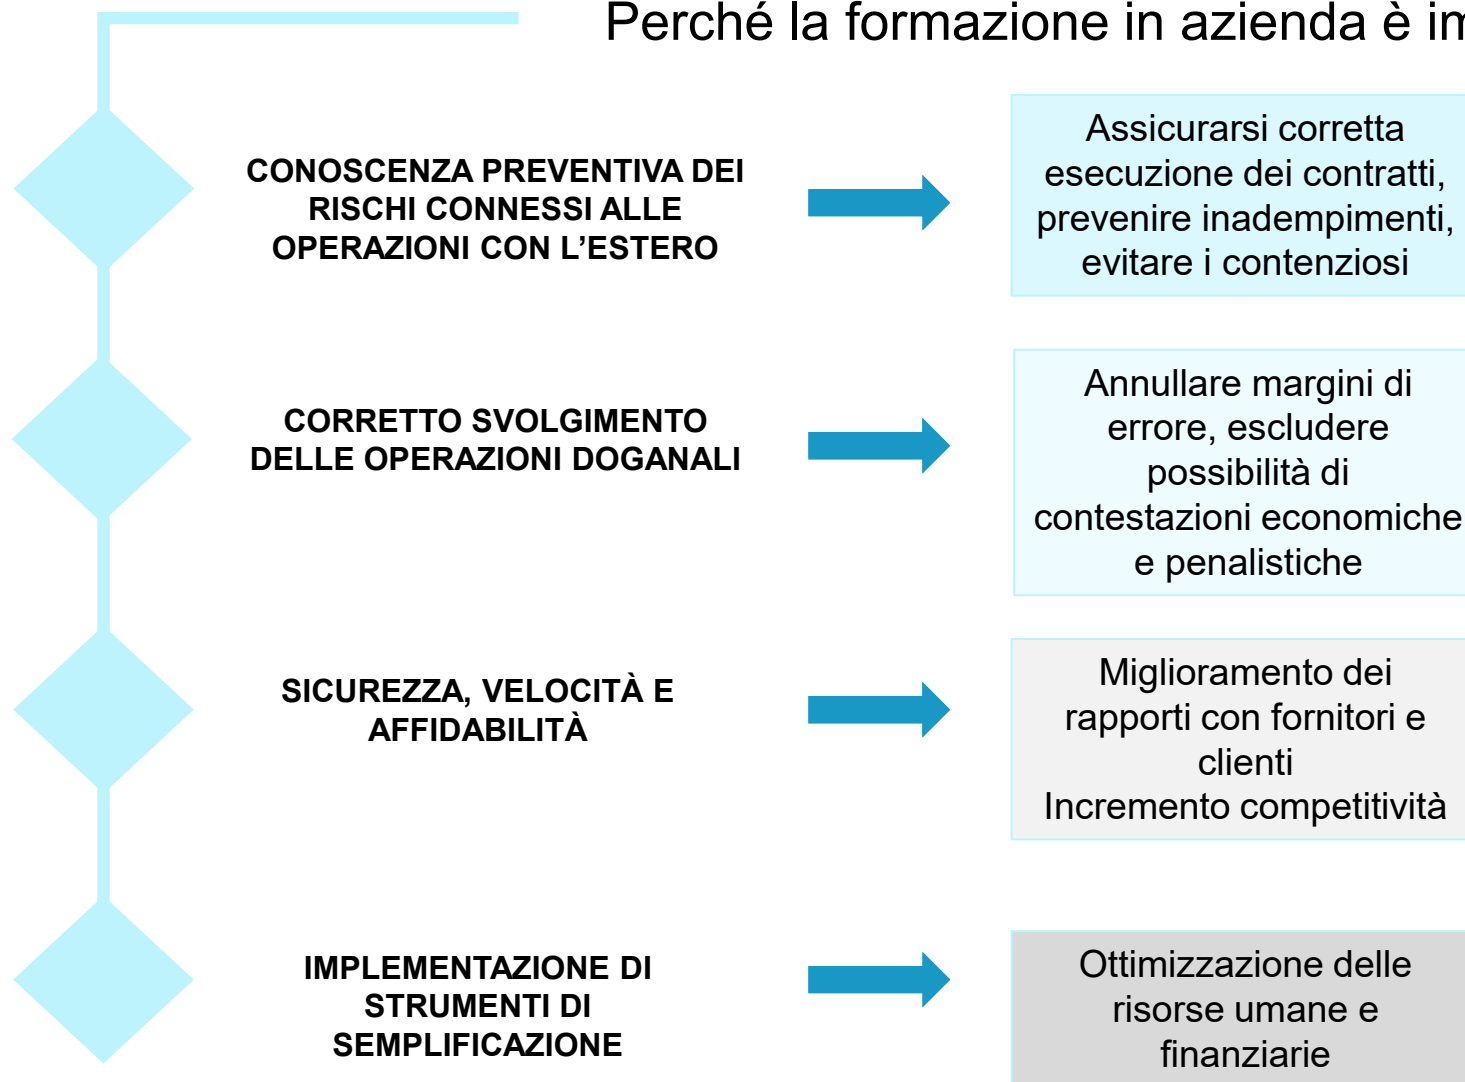 Perché la formazione in azienda è im
CONOSCENZA PREVENTIVA DEI
RISCHI CONNESSI ALLE
OPERAZIONI CON L’ESTERO
Assicurarsi corretta
esecuzione dei contratti,
prevenire inadempimenti,
evitare i contenziosi
CORRETTO SVOLGIMENTO
DELLE OPERAZIONI DOGANALI
Annullare margini di
errore, escludere
possibilità di
contestazioni economiche
e penalistiche
SICUREZZA, VELOCITÀ E
AFFIDABILITÀ
Miglioramento dei
rapporti con fornitori e
clienti
Incremento competitività
IMPLEMENTAZIONE DI
STRUMENTI DI
SEMPLIFICAZIONE
Ottimizzazione delle
risorse umane e
finanziarie